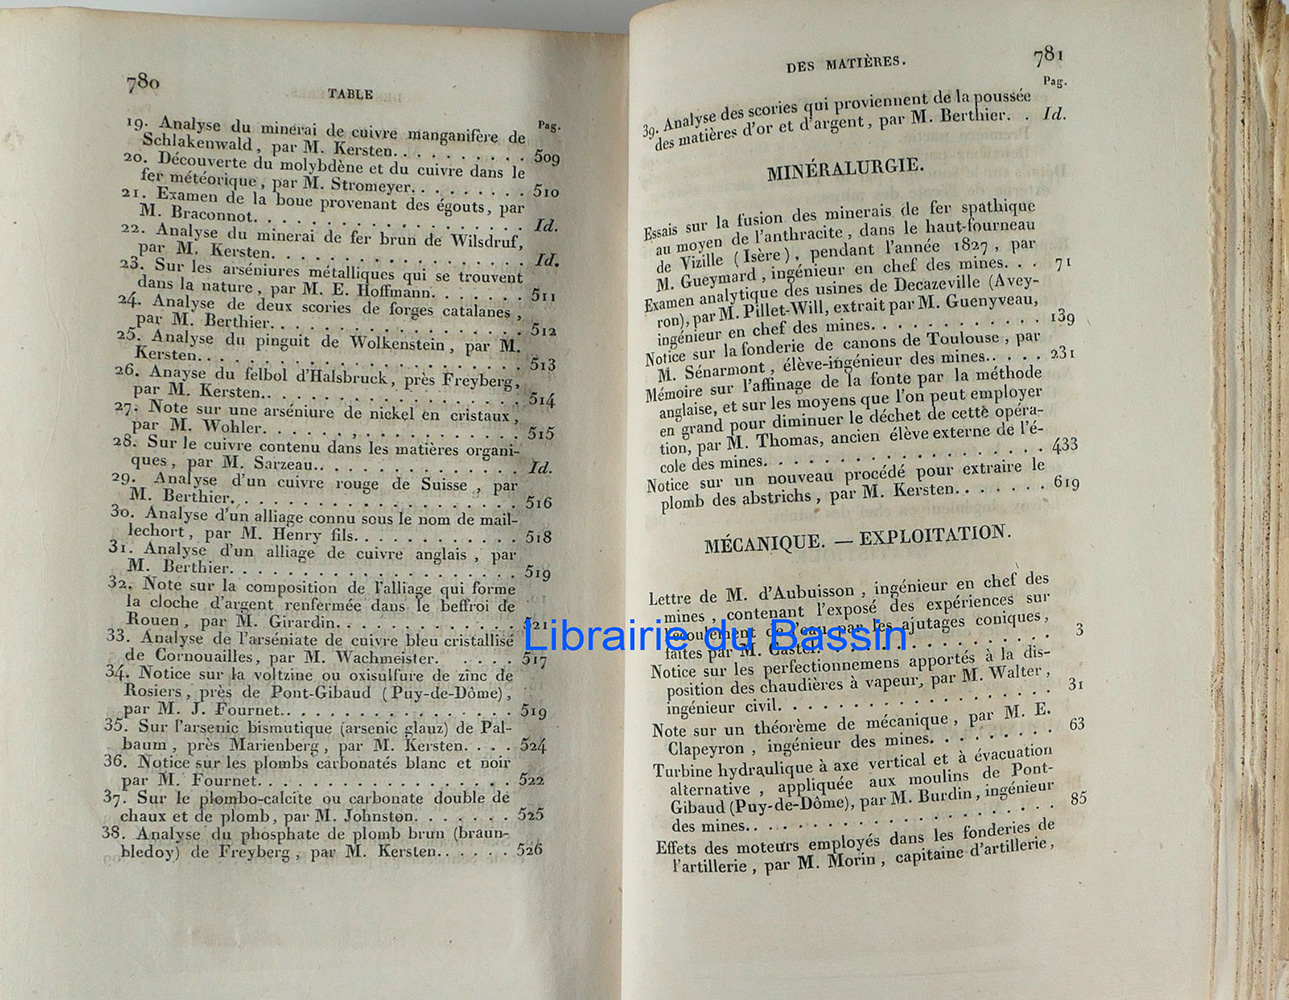 780
TABLE
Pag.
19. Analyse du minerai de cuivre manganifère de
Schlakenwald, par M. Kersten. . . . . . . . . 509
20. Découverte du molybdène et du cuivre dans le
fer météorique, par M. Stromeyer. . . . . . . . 510
21. Examen de la boue provenant des égouts, par
M. Braconnot. . . . . . . . . . . . . . . . . Id.
22. Analyse du minerai de fer brun de Wilsdruf,
par M. Kersten. . . . . . . . . . . . . . . . Id.
23. Sur les arséniures métalliques qui se trouvent
dans la nature, par M. E. Hoffmann. . . . . . . 511
24. Analyse de deux scories de forges catalanes,
par M. Berthier. . . . . . . . . . . . . . . . 512
25. Analyse du pinguit de Wolkenstein, par M.
Kersten. . . . . . . . . . . . . . . . . . . 513
26. Anayse du felbol d'Halsbruck, près Freyberg,
par M. Kersten. . . . . . . . . . . . . . . . 514
27. Note sur une arséniure de nickel en cristaux,
par M. Wohler. . . . . . . . . . . . . . . . 515
28. Sur le cuivre contenu dans les matières organi-
ques, par M. Sarzeau. . . . . . . . . . . . . Id.
29. Analyse d'un cuivre rouge de Suisse, par
M. Berthier. . . . . . . . . . . . . . . . . 516
30. Analyse d'un alliage connu sous le nom de mail-
lechort, par M. Henry fils. . . . . . . . . . . 518
31. Analyse d'un alliage de cuivre anglais, par
M. Berthier. . . . . . . . . . . . . . . . . 519
32. Note sur la composition de l'alliage qui forme
la cloche d'argent renfermée dans le beffroi de
Rouen, par M. Girardin. . . . . . . . . . . . 521
33. Analyse de l'arséniate de cuivre bleu cristallisé
de Cornouailles, par M. Wachmeister. . . . . . 517
34. Notice sur la voltzine ou oxisulfure de zinc de
Rosiers, près de Pont-Gibaud (Puy-de-Dôme),
par M. J. Fournet. . . . . . . . . . . . . . . 519
35. Sur l'arsenic bismutique (arsenic glauz) de Pal-
baum, près Marienberg, par M. Kersten. . . . 524
36. Notice sur les plombs carbonatés blanc et noir
par M. Fournet. . . . . . . . . . . . . . . . 522
37. Sur le plombo-calcite ou carbonate double de
chaux et de plomb, par M. Johnston. . . . . . . 525
38. Analyse du phosphate de plomb brun (braun-
bledoy) de Freyberg, par M. Kersten. . . . . . 526
DES MATIÈRES.
781
Pag.
39. Analyse des scories qui proviennent de la poussée
des matières d'or et d'argent, par M. Berthier. . Id.
MINÉRALURGIE.
Essais sur la fusion des minerais de fer spathique
au moyen de l'anthracite, dans le haut-fourneau
de Vizille (Isère), pendant l'année 1827, par
M. Gueymard, ingénieur en chef des mines. . . 71
Examen analytique des usines de Decazeville (Avey-
ron), par M. Pillet-Will, extrait par M. Guenyveau,
ingénieur en chef des mines. . . . . . . . . . . 139
Notice sur la fonderie de canons de Toulouse, par
M. Sénarmont, élève-ingénieur des mines. . . . . 231
Mémoire sur l'affinage de la fonte par la méthode
anglaise, et sur les moyens que l'on peut employer
en grand pour diminuer le déchet de cette opéra-
tion, par M. Thomas, ancien élève externe de l'é-
cole des mines. . . . . . . . . . . . . . . . . 433
Notice sur un nouveau procédé pour extraire le
plomb des abstrichs, par M. Kersten. . . . . . . 619
MÉCANIQUE. — EXPLOITATION.
Lettre de M. d'Aubuisson, ingénieur en chef des
mines, contenant l'exposé des expériences sur
l'écoulement de l'eau par les ajutages coniques,
faites par M. Castel. . . . . . . . . . . . . . 3
Notice sur les perfectionnemens apportés à la dis-
position des chaudières à vapeur, par M. Walter,
ingénieur civil. . . . . . . . . . . . . . . . 31
Note sur un théorème de mécanique, par M. E.
Clapeyron, ingénieur des mines. . . . . . . . . 63
Turbine hydraulique à axe vertical et à évacuation
alternative, appliquée aux moulins de Pont-
Gibaud (Puy-de-Dôme), par M. Burdin, ingénieur
des mines. . . . . . . . . . . . . . . . . . . 85
Effets des moteurs employés dans les fonderies de
l'artillerie, par M. Morin, capitaine d'artillerie,
Librairie du Bassin